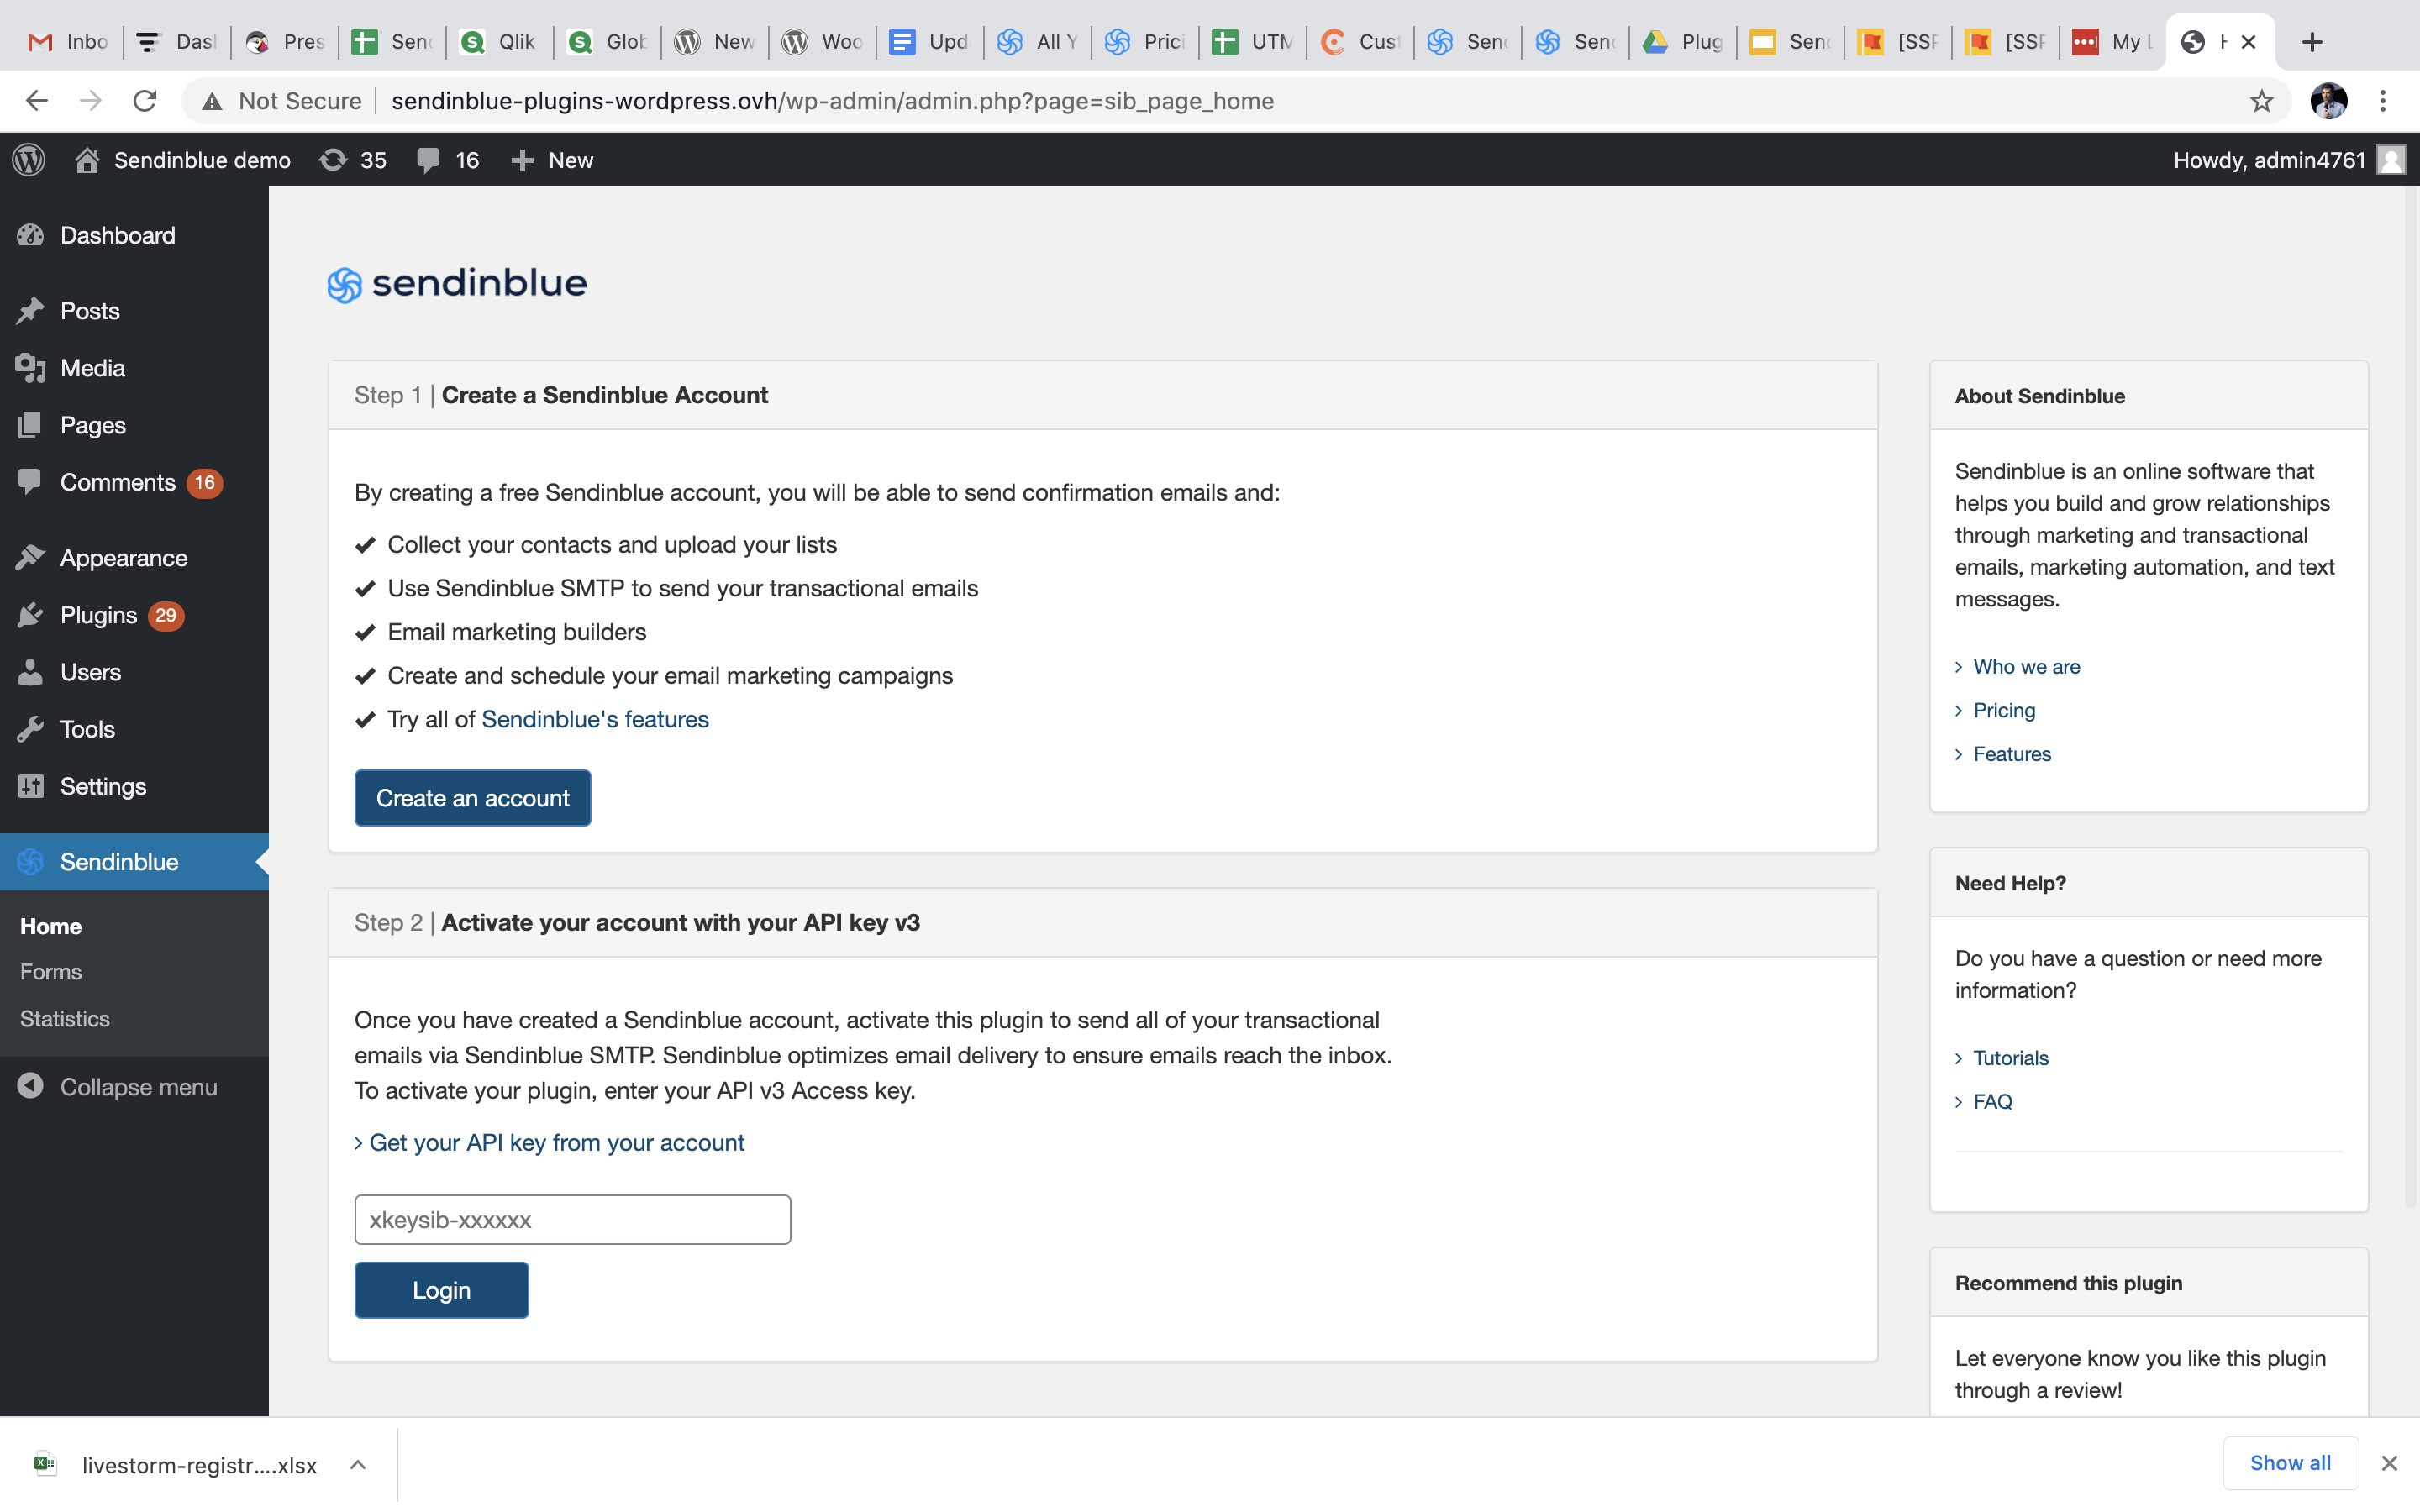 Inbo
Dash
Pres
Send
Qlik
Glob
New
Woo
Upd
All Y
Prici
UTM
Cust
Send
Send
Plug
Send
[SSF
[SSF
My L
Not Secure
sendinblue-plugins-wordpress.ovh/wp-admin/admin.php?page=sib_page_home
Sendinblue demo
35
16
New
Howdy, admin4761
Dashboard
Posts
Media
Pages
Comments 16
Appearance
Plugins 29
Users
Tools
Settings
Sendinblue
Home
Forms
Statistics
Collapse menu
sendinblue
Step 1 | Create a Sendinblue Account
By creating a free Sendinblue account, you will be able to send confirmation emails and:
Collect your contacts and upload your lists
Use Sendinblue SMTP to send your transactional emails
Email marketing builders
Create and schedule your email marketing campaigns
Try all of Sendinblue's features
Create an account
Step 2 | Activate your account with your API key v3
Once you have created a Sendinblue account, activate this plugin to send all of your transactional
emails via Sendinblue SMTP. Sendinblue optimizes email delivery to ensure emails reach the inbox.
To activate your plugin, enter your API v3 Access key.
Get your API key from your account
xkeysib-xxxxxx
Login
About Sendinblue
Sendinblue is an online software that
helps you build and grow relationships
through marketing and transactional
emails, marketing automation, and text
messages.
Who we are
Pricing
Features
Need Help?
Do you have a question or need more
information?
Tutorials
FAQ
Recommend this plugin
Let everyone know you like this plugin
through a review!
livestorm-registr....xlsx
Show all